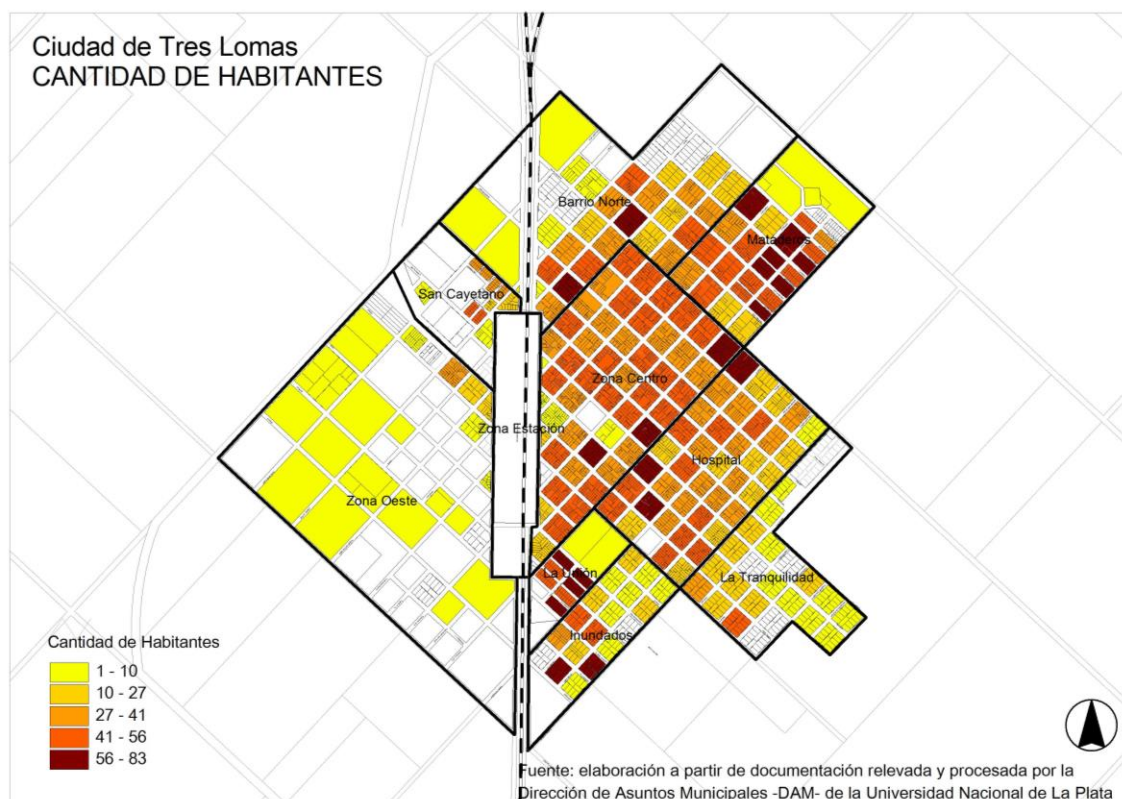 Ciudad de Tres Lomas
CANTIDAD DE HABITANTES
Barrio Norte
Mataderos
San Cayetano
Zona Centro
Zona Estación
Hospital
Zona Oeste
La Unión
La Tranquilidad
Inundados
Cantidad de Habitantes
1 - 10
10 - 27
27 - 41
41 - 56
56 - 83
Fuente: elaboración a partir de documentación relevada y procesada por la
Dirección de Asuntos Municipales -DAM- de la Universidad Nacional de La Plata